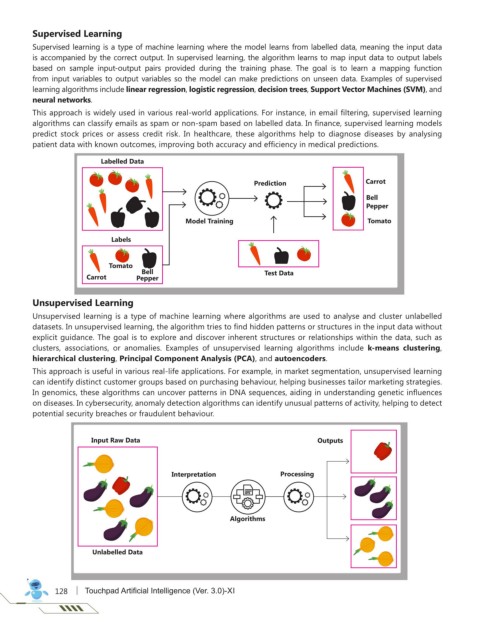 Supervised Learning
Supervised learning is a type of machine learning where the model learns from labelled data, meaning the input data
is accompanied by the correct output. In supervised learning, the algorithm learns to map input data to output labels
based on sample input-output pairs provided during the training phase. The goal is to learn a mapping function
from input variables to output variables so the model can make predictions on unseen data. Examples of supervised
learning algorithms include linear regression, logistic regression, decision trees, Support Vector Machines (SVM), and
neural networks.
This approach is widely used in various real-world applications. For instance, in email filtering, supervised learning
algorithms can classify emails as spam or non-spam based on labelled data. In finance, supervised learning models
predict stock prices or assess credit risk. In healthcare, these algorithms help to diagnose diseases by analysing
patient data with known outcomes, improving both accuracy and efficiency in medical predictions.
Labelled Data
Prediction
Carrot
Bell
Pepper
Tomato
Model Training
Labels
Tomato
Bell
Pepper
Carrot
Test Data
Unsupervised Learning
Unsupervised learning is a type of machine learning where algorithms are used to analyse and cluster unlabelled
datasets. In unsupervised learning, the algorithm tries to find hidden patterns or structures in the input data without
explicit guidance. The goal is to explore and discover inherent structures or relationships within the data, such as
clusters, associations, or anomalies. Examples of unsupervised learning algorithms include k-means clustering,
hierarchical clustering, Principal Component Analysis (PCA), and autoencoders.
This approach is useful in various real-life applications. For example, in market segmentation, unsupervised learning
can identify distinct customer groups based on purchasing behaviour, helping businesses tailor marketing strategies.
In genomics, these algorithms can uncover patterns in DNA sequences, aiding in understanding genetic influences
on diseases. In cybersecurity, anomaly detection algorithms can identify unusual patterns of activity, helping to detect
potential security breaches or fraudulent behaviour.
Input Raw Data
Outputs
Interpretation
Processing
Algorithms
Unlabelled Data
128 | Touchpad Artificial Intelligence (Ver. 3.0)-XI